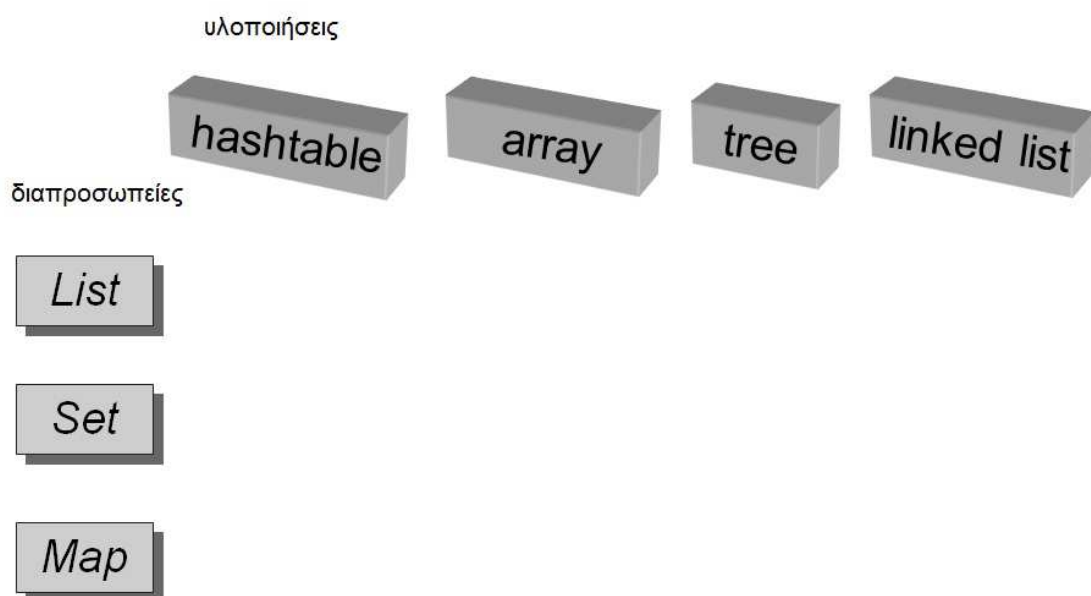 υλοποιήσεις
hashtable array tree linked list
διαπροσωπείες
List
Set
Map